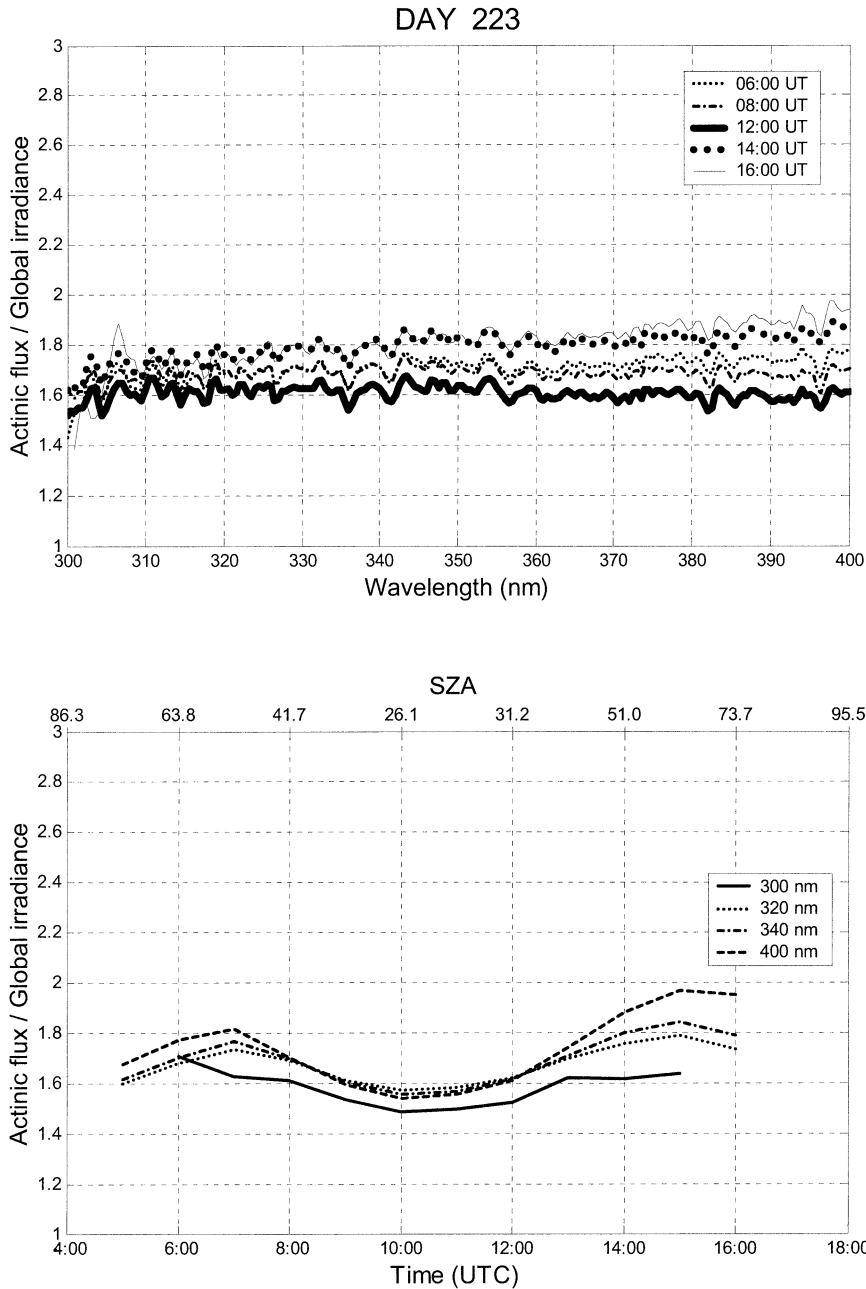 DAY 223
3
2.8
2.6
2.4
2.2
2
1.8
1.6
1.4
1.2
1
Actinic flux / Global irradiance
06:00 UT
08:00 UT
12:00 UT
14:00 UT
16:00 UT
300 310 320 330 340 350 360 370 380 390 400
Wavelength (nm)
SZA
86.3 63.8 41.7 26.1 31.2 51.0 73.7 95.5
3
2.8
2.6
2.4
2.2
2
1.8
1.6
1.4
1.2
1
Actinic flux / Global irradiance
300 nm
320 nm
340 nm
400 nm
4:00 6:00 8:00 10:00 12:00 14:00 16:00 18:00
Time (UTC)